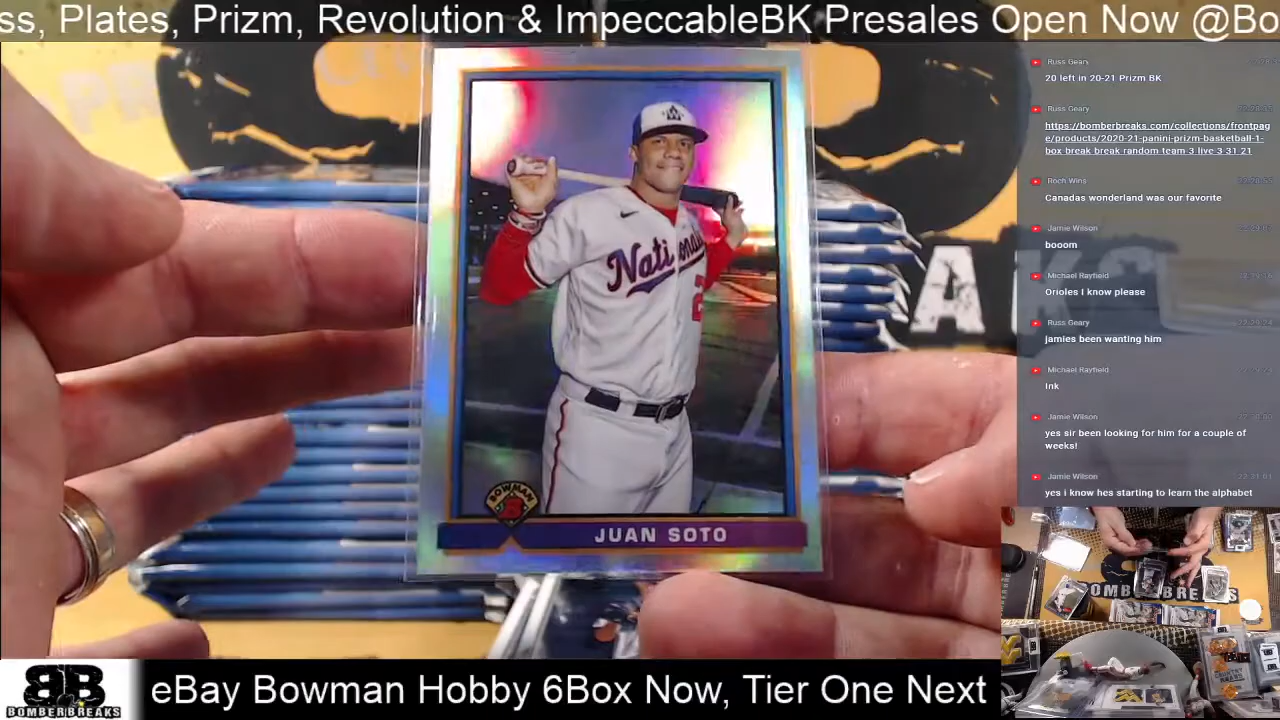 ss, Plates, Prizm, Revolution & ImpeccableBK Presales Open Now @Bo
Russ Geary
20 left in 20-21 Prizm BK
Russ Geary
https://bomberbreaks.com/collections/frontpag
e/products/2020-21-panini-prizm-basketball-1-
box-break-break-random-team-3-live-3-31-21
Roch Wins
Canadas wonderland was our favorite
Jamie Wilson
booom
Michael Rayfield
Orioles I know please
Russ Geary
jamies been wanting him
Michael Rayfield
Ink
Jamie Wilson
yes sir been looking for him for a couple of
weeks!
Jamie Wilson
yes i know hes starting to learn the alphabet
Nationals
2
BOWMAN
B
JUAN SOTO
BB
BOMBERBREAKS
eBay Bowman Hobby 6Box Now, Tier One Next